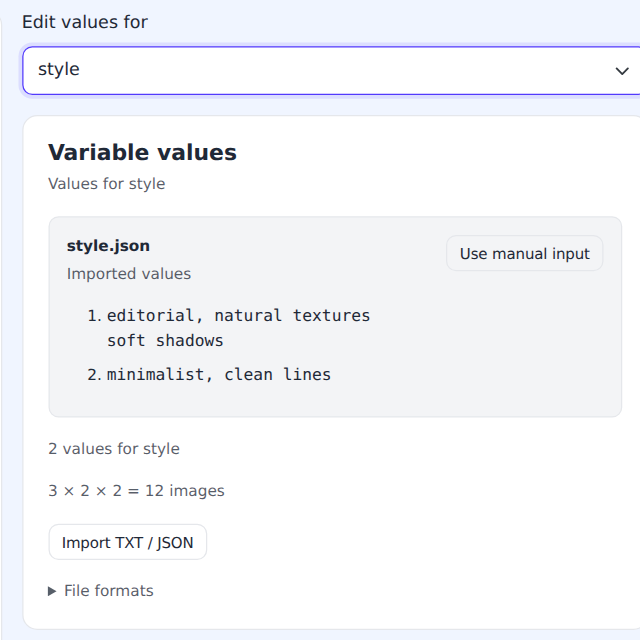 Edit values for
style
Variable values
Values for style
style.json
Use manual input
Imported values
1. editorial, natural textures
soft shadows
2. minimalist, clean lines
2 values for style
3 × 2 × 2 = 12 images
Import TXT / JSON
File formats